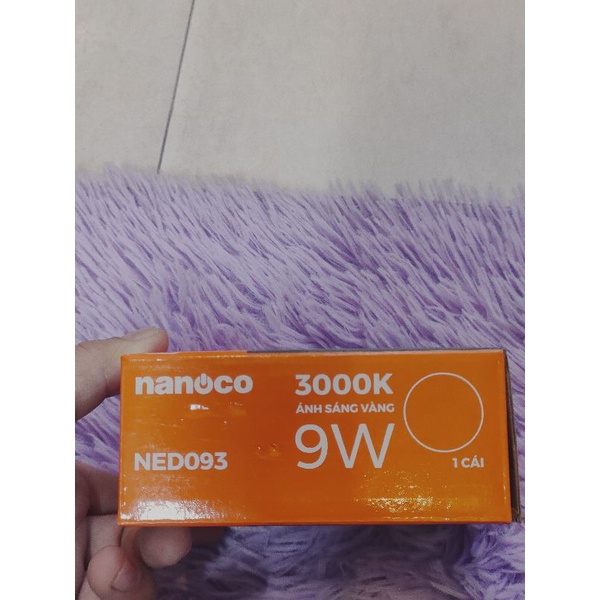 nanoco
3000K
ÁNH SÁNG VÀNG
NED093
9W
1 CÁI